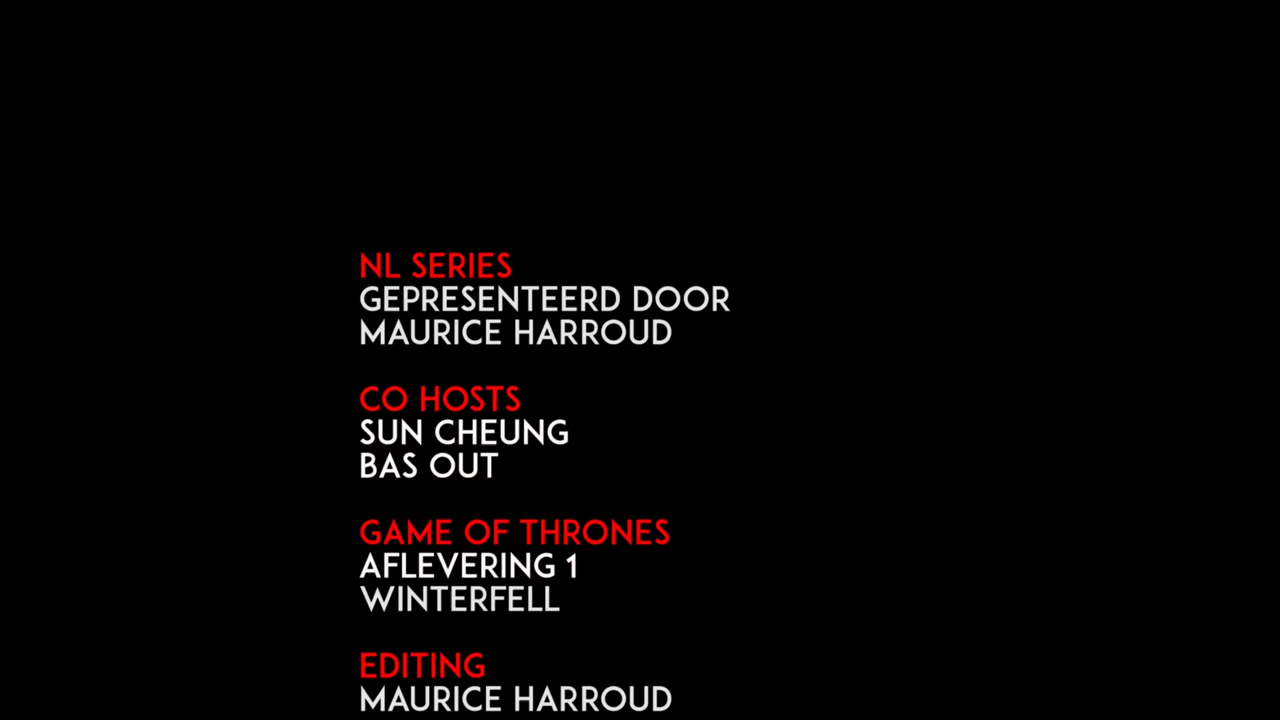 NL SERIES
GEPRESENTEERD DOOR
MAURICE HARROUD
CO HOSTS
SUN CHEUNG
BAS OUT
GAME OF THRONES
AFLEVERING 1
WINTERFELL
EDITING
MAURICE HARROUD